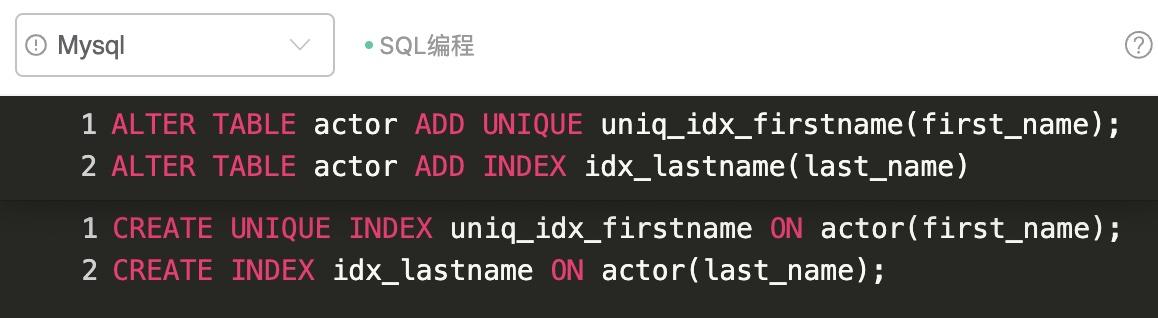 Mysql
SQL编程
1 ALTER TABLE actor ADD UNIQUE uniq_idx_firstname(first_name);
2 ALTER TABLE actor ADD INDEX idx_lastname(last_name)
1 CREATE UNIQUE INDEX uniq_idx_firstname ON actor(first_name);
2 CREATE INDEX idx_lastname ON actor(last_name);